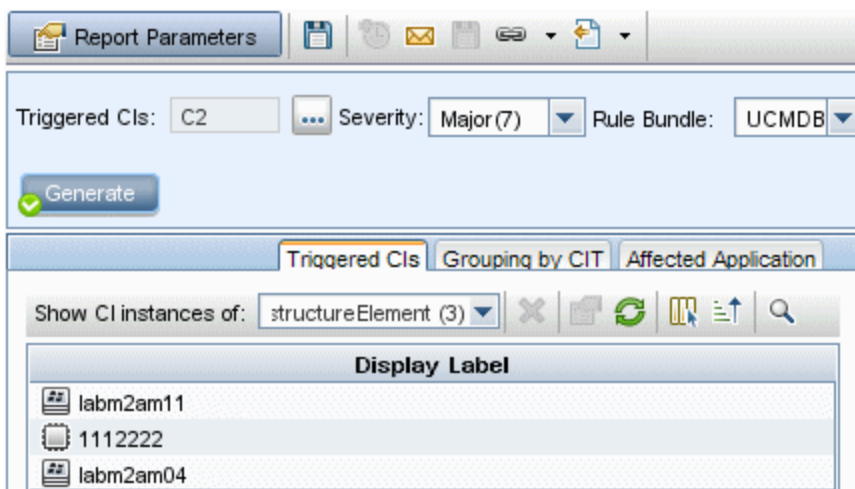 Report Parameters
Triggered CIs: C2 ... Severity: Major(7) Rule Bundle: UCMDB
Generate
Triggered CIs Grouping by CIT Affected Application
Show CI instances of: structureElement (3)
Display Label
labm2am11
1112222
labm2am04